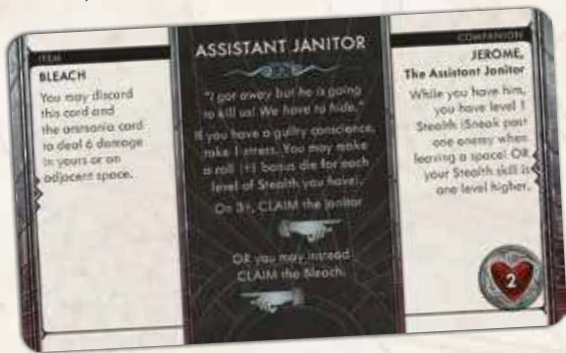 ITEM
BLEACH
You may discard
this card and
the ammonia card
to deal 6 damage
in yours or an
adjacent space.
ASSISTANT JANITOR
"I got away but he is going
to kill us! We have to hide."
If you have a guilty conscience,
take 1 stress. You may make
a roll (+1 bonus die for each
level of Stealth you have).
On 3+, CLAIM the Janitor
OR you may instead
CLAIM the Bleach.
COMPANION
JEROME,
The Assistant Janitor
While you have him,
you have level 1
Stealth (Sneak past
one enemy when
leaving a space) OR
your Stealth skill is
one level higher.
2